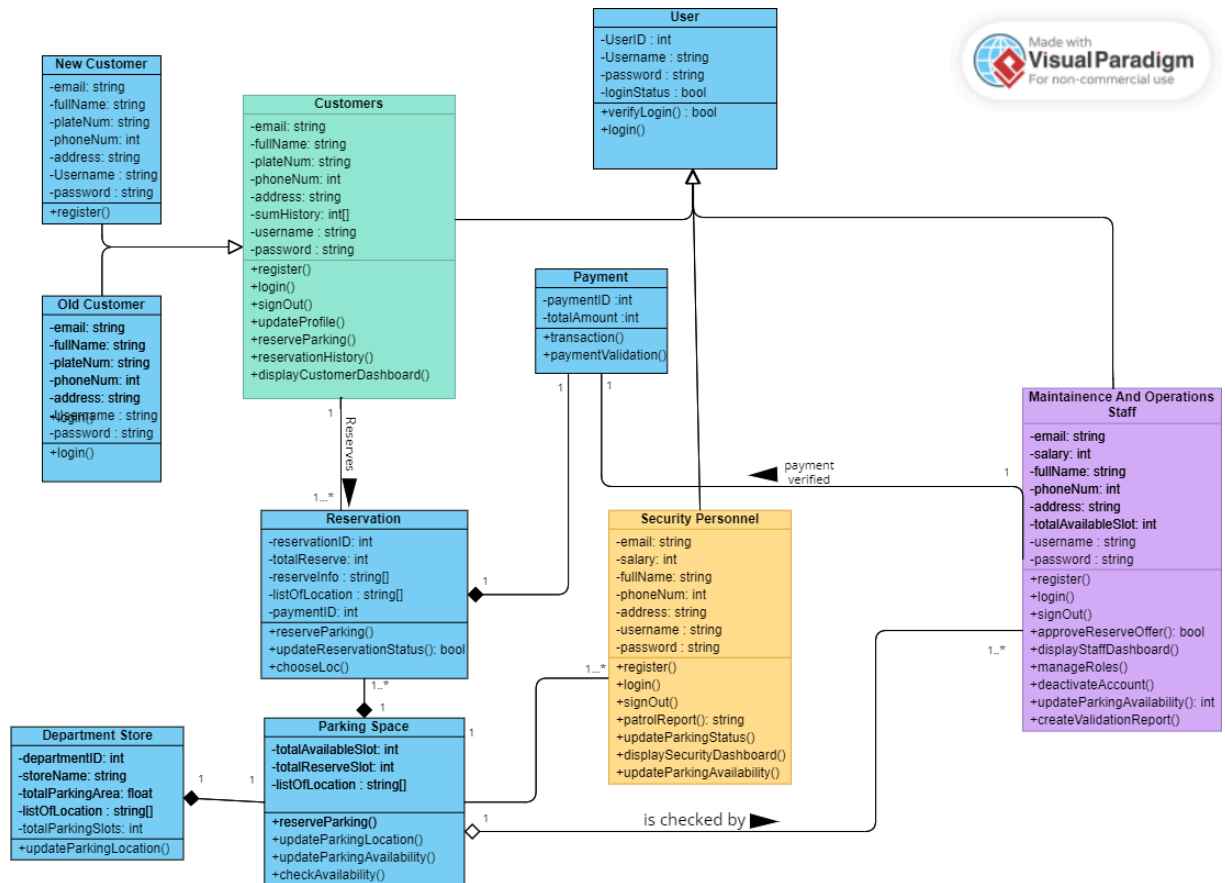 User
-UserID : int
-Username : string
-password : string
-loginStatus : bool
+verifyLogin() : bool
+login()
Made with
Visual Paradigm
For non-commercial use
New Customer
-email: string
-fullName: string
-plateNum: string
-phoneNum: int
-address: string
-Username : string
-password : string
+register()
Customers
-email: string
-fullName: string
-plateNum: string
-phoneNum: int
-address: string
-sumHistory: int[]
-username : string
-password : string
+register()
+login()
+signOut()
+updateProfile()
+reserveParking()
+reservationHistory()
+displayCustomerDashboard()
Old Customer
-email: string
-fullName: string
-plateNum: string
-phoneNum: int
-address: string
-Username : string
+login()
-password : string
+login()
Payment
-paymentID :int
-totalAmount :int
+transaction()
+paymentValidation()
1
1
1
Reserves
1...*
payment
verified
1
Maintainence And Operations
Staff
-email: string
-salary: int
-fullName: string
-phoneNum: int
-address: string
-totalAvailableSlot: int
-username : string
-password : string
+register()
+login()
+signOut()
+approveReserveOffer(): bool
+displayStaffDashboard()
+manageRoles()
+deactivateAccount()
+updateParkingAvailability(): int
+createValidationReport()
Reservation
-reservationID: int
-totalReserve: int
-reserveInfo : string[]
-listOfLocation : string[]
-paymentID: int
+reserveParking()
+updateReservationStatus(): bool
+chooseLoc()
1
Security Personnel
-email: string
-salary: int
-fullName: string
-phoneNum: int
-address: string
-username : string
-password : string
+register()
+login()
+signOut()
+patrolReport(): string
+updateParkingStatus()
+displaySecurityDashboard()
+updateParkingAvailability()
1...*
1..*
1..*
1
1
Parking Space
-totalAvailableSlot: int
-totalReserveSlot: int
-listOfLocation : string[]
+reserveParking()
+updateParkingLocation()
+updateParkingAvailability()
+checkAvailability()
Department Store
-departmentID: int
-storeName: string
-totalParkingArea: float
-listOfLocation : string[]
-totalParkingSlots: int
+updateParkingLocation()
1
1
1
is checked by